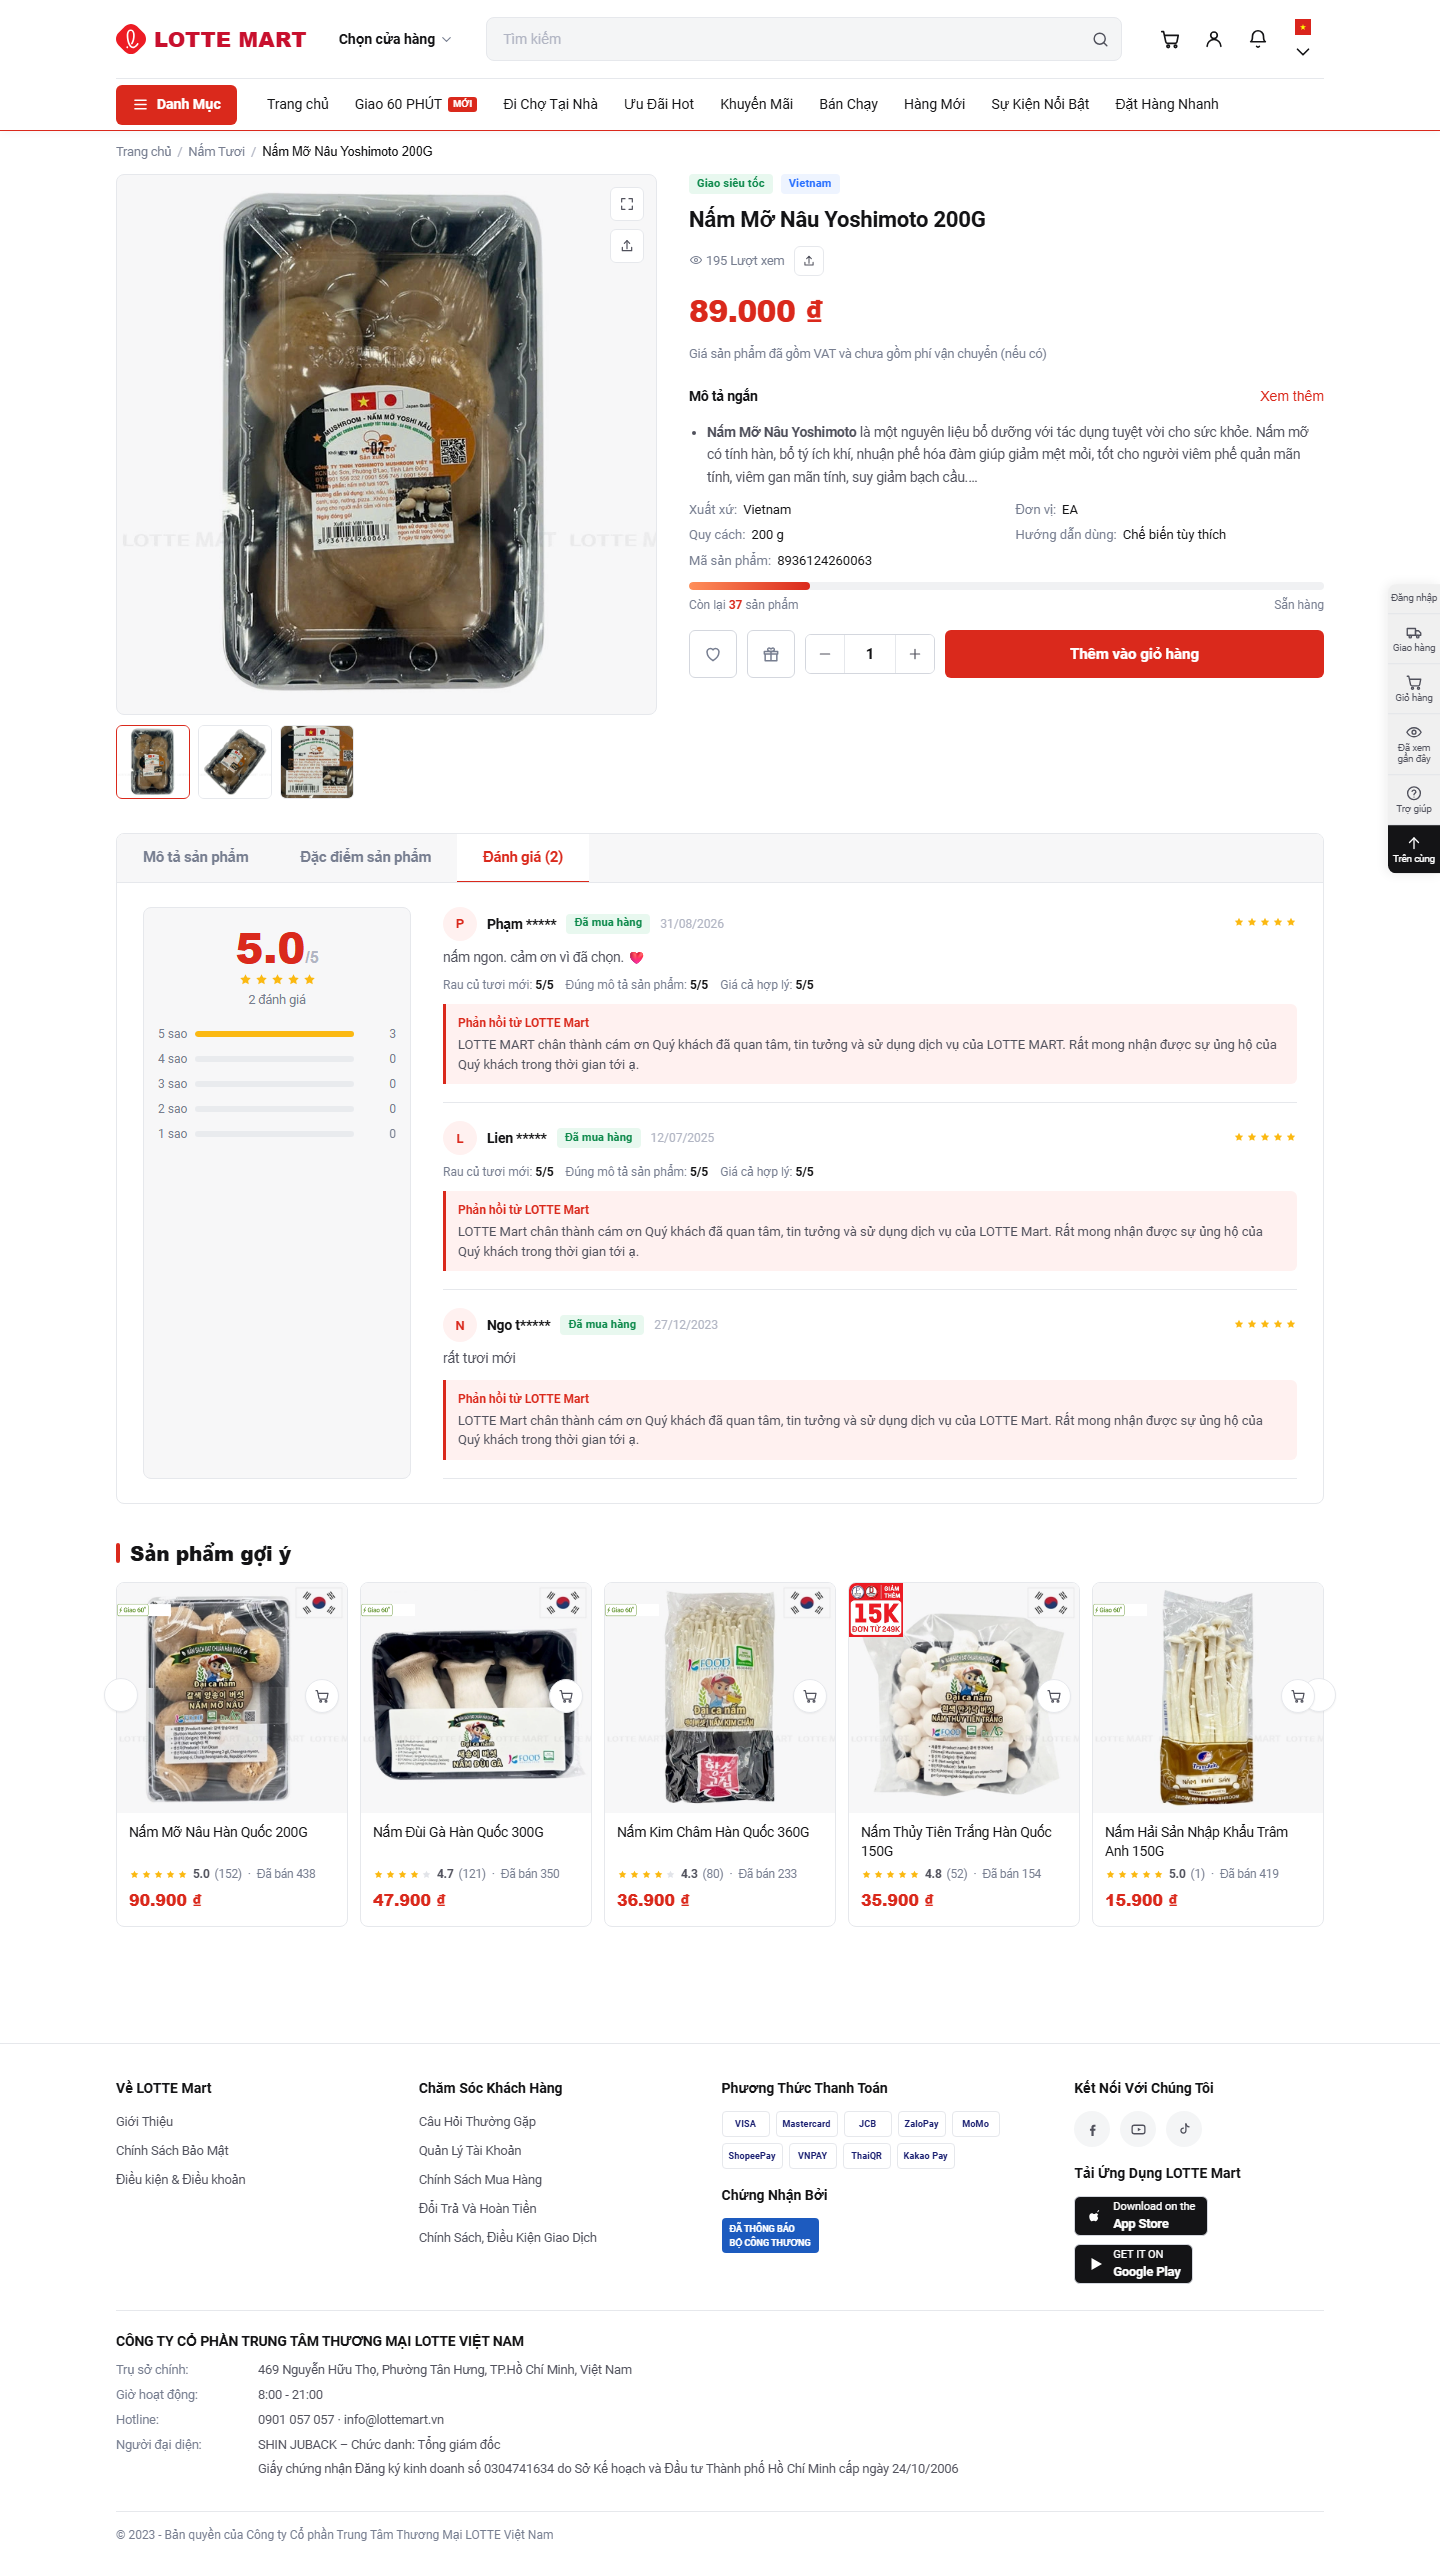 LOTTE MART
Chọn cửa hàng
Tìm kiếm
Danh Mục
Trang chủ
Giao 60 PHÚT MỚI
Đi Chợ Tại Nhà
Ưu Đãi Hot
Khuyến Mãi
Bán Chạy
Hàng Mới
Sự Kiện Nổi Bật
Đặt Hàng Nhanh
Trang chủ / Nấm Tươi / Nấm Mỡ Nâu Yoshimoto 200G
Giao siêu tốc
Vietnam
Nấm Mỡ Nâu Yoshimoto 200G
195 Lượt xem
89.000 ₫
Giá sản phẩm đã gồm VAT và chưa gồm phí vận chuyển (nếu có)
Mô tả ngắn
Xem thêm
• Nấm Mỡ Nâu Yoshimoto là một nguyên liệu bổ dưỡng với tác dụng tuyệt vời cho sức khỏe. Nấm mỡ
có tính hàn, bổ tỳ ích khí, nhuận phế hóa đàm giúp giảm mệt mỏi, tốt cho người viêm phế quản mãn
tính, viêm gan mãn tính, suy giảm bạch cầu....
Xuất xứ: Vietnam
Đơn vị: EA
Quy cách: 200 g
Hướng dẫn dùng: Chế biến tùy thích
Mã sản phẩm: 8936124260063
Còn lại 37 sản phẩm
Sẵn hàng
1
Thêm vào giỏ hàng
Đăng nhập
Giao hàng
Giỏ hàng
Đã xem
gần đây
Trợ giúp
Trên cùng
Mô tả sản phẩm
Đặc điểm sản phẩm
Đánh giá (2)
5.0/5
2 đánh giá
5 sao 3
4 sao 0
3 sao 0
2 sao 0
1 sao 0
P Phạm ***** Đã mua hàng 31/08/2026
nấm ngon. cảm ơn vì đã chọn.
Rau củ tươi mới: 5/5 Đúng mô tả sản phẩm: 5/5 Giá cả hợp lý: 5/5
Phản hồi từ LOTTE Mart
LOTTE MART chân thành cám ơn Quý khách đã quan tâm, tin tưởng và sử dụng dịch vụ của LOTTE MART. Rất mong nhận được sự ủng hộ của
Quý khách trong thời gian tới ạ.
L Lien ***** Đã mua hàng 12/07/2025
Rau củ tươi mới: 5/5 Đúng mô tả sản phẩm: 5/5 Giá cả hợp lý: 5/5
Phản hồi từ LOTTE Mart
LOTTE Mart chân thành cám ơn Quý khách đã quan tâm, tin tưởng và sử dụng dịch vụ của LOTTE Mart. Rất mong nhận được sự ủng hộ của
Quý khách trong thời gian tới ạ.
N Ngo t***** Đã mua hàng 27/12/2023
rất tươi mới
Phản hồi từ LOTTE Mart
LOTTE Mart chân thành cám ơn Quý khách đã quan tâm, tin tưởng và sử dụng dịch vụ của LOTTE Mart. Rất mong nhận được sự ủng hộ của
Quý khách trong thời gian tới ạ.
Sản phẩm gợi ý
Nấm Mỡ Nâu Hàn Quốc 200G
5.0 (152) · Đã bán 438
90.900 ₫
Nấm Đùi Gà Hàn Quốc 300G
4.7 (121) · Đã bán 350
47.900 ₫
Nấm Kim Châm Hàn Quốc 360G
4.3 (80) · Đã bán 233
36.900 ₫
GIẢM
THÊM
15K
ĐƠN TỪ 249K
Nấm Thủy Tiên Trắng Hàn Quốc
150G
4.8 (52) · Đã bán 154
35.900 ₫
Nấm Hải Sản Nhập Khẩu Trâm
Anh 150G
5.0 (1) · Đã bán 419
15.900 ₫
Về LOTTE Mart
Giới Thiệu
Chính Sách Bảo Mật
Điều kiện & Điều khoản
Chăm Sóc Khách Hàng
Câu Hỏi Thường Gặp
Quản Lý Tài Khoản
Chính Sách Mua Hàng
Đổi Trả Và Hoàn Tiền
Chính Sách, Điều Kiện Giao Dịch
Phương Thức Thanh Toán
VISA Mastercard JCB ZaloPay MoMo
ShopeePay VNPAY ThaiQR Kakao Pay
Chứng Nhận Bởi
ĐÃ THÔNG BÁO
BỘ CÔNG THƯƠNG
Kết Nối Với Chúng Tôi
Tải Ứng Dụng LOTTE Mart
Download on the
App Store
GET IT ON
Google Play
CÔNG TY CỔ PHẦN TRUNG TÂM THƯƠNG MẠI LOTTE VIỆT NAM
Trụ sở chính: 469 Nguyễn Hữu Thọ, Phường Tân Hưng, TP.Hồ Chí Minh, Việt Nam
Giờ hoạt động: 8:00 - 21:00
Hotline: 0901 057 057 · info@lottemart.vn
Người đại diện: SHIN JUBACK – Chức danh: Tổng giám đốc
Giấy chứng nhận Đăng ký kinh doanh số 0304741634 do Sở Kế hoạch và Đầu tư Thành phố Hồ Chí Minh cấp ngày 24/10/2006
© 2023 - Bản quyền của Công ty Cổ phần Trung Tâm Thương Mại LOTTE Việt Nam